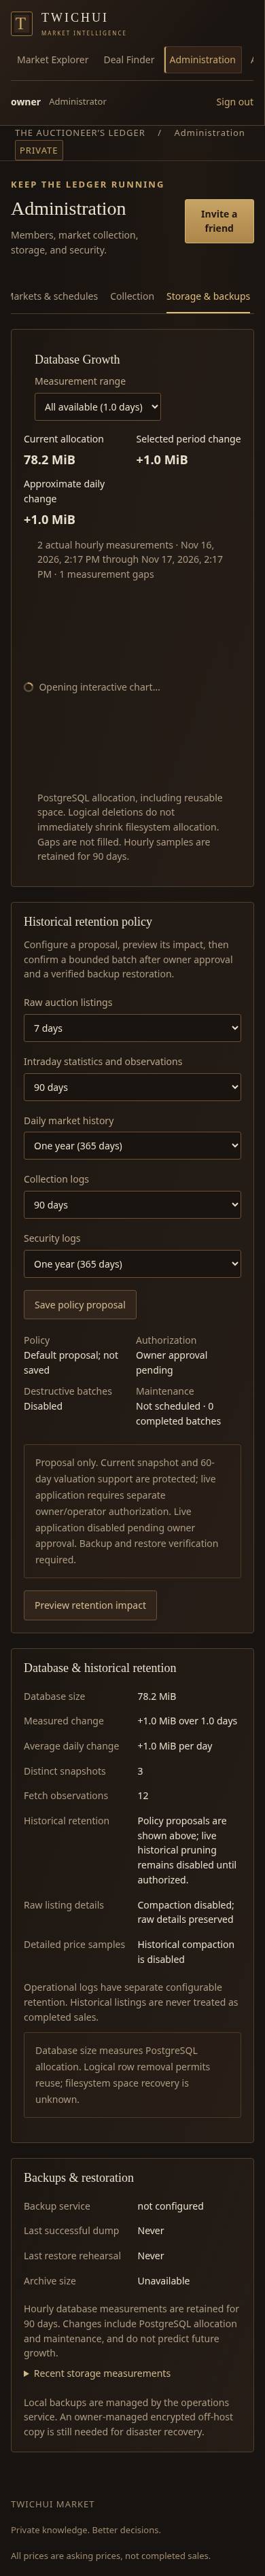 T
TWICHUI
MARKET INTELLIGENCE
Market Explorer Deal Finder Administration
owner Administrator Sign out
THE AUCTIONEER'S LEDGER / Administration
PRIVATE
KEEP THE LEDGER RUNNING
Administration
Members, market collection,
storage, and security.
Invite a
friend
Markets & schedules Collection Storage & backups
Database Growth
Measurement range
All available (1.0 days)
Current allocation
78.2 MiB
Selected period change
+1.0 MiB
Approximate daily
change
+1.0 MiB
2 actual hourly measurements · Nov 16,
2026, 2:17 PM through Nov 17, 2026, 2:17
PM · 1 measurement gaps
Opening interactive chart...
PostgreSQL allocation, including reusable
space. Logical deletions do not
immediately shrink filesystem allocation.
Gaps are not filled. Hourly samples are
retained for 90 days.
Historical retention policy
Configure a proposal, preview its impact, then
confirm a bounded batch after owner approval
and a verified backup restoration.
Raw auction listings
7 days
Intraday statistics and observations
90 days
Daily market history
One year (365 days)
Collection logs
90 days
Security logs
One year (365 days)
Save policy proposal
Policy
Default proposal; not
saved
Authorization
Owner approval
pending
Destructive batches
Disabled
Maintenance
Not scheduled · 0
completed batches
Proposal only. Current snapshot and 60-
day valuation support are protected; live
application requires separate
owner/operator authorization. Live
application disabled pending owner
approval. Backup and restore verification
required.
Preview retention impact
Database & historical retention
Database size 78.2 MiB
Measured change +1.0 MiB over 1.0 days
Average daily change +1.0 MiB per day
Distinct snapshots 3
Fetch observations 12
Historical retention Policy proposals are
shown above; live
historical pruning
remains disabled until
authorized.
Raw listing details Compaction disabled;
raw details preserved
Detailed price samples Historical compaction
is disabled
Operational logs have separate configurable
retention. Historical listings are never treated as
completed sales.
Database size measures PostgreSQL
allocation. Logical row removal permits
reuse; filesystem space recovery is
unknown.
Backups & restoration
Backup service not configured
Last successful dump Never
Last restore rehearsal Never
Archive size Unavailable
Hourly database measurements are retained for
90 days. Changes include PostgreSQL allocation
and maintenance, and do not predict future
growth.
Recent storage measurements
Local backups are managed by the operations
service. An owner-managed encrypted off-host
copy is still needed for disaster recovery.
TWICHUI MARKET
Private knowledge. Better decisions.
All prices are asking prices, not completed sales.